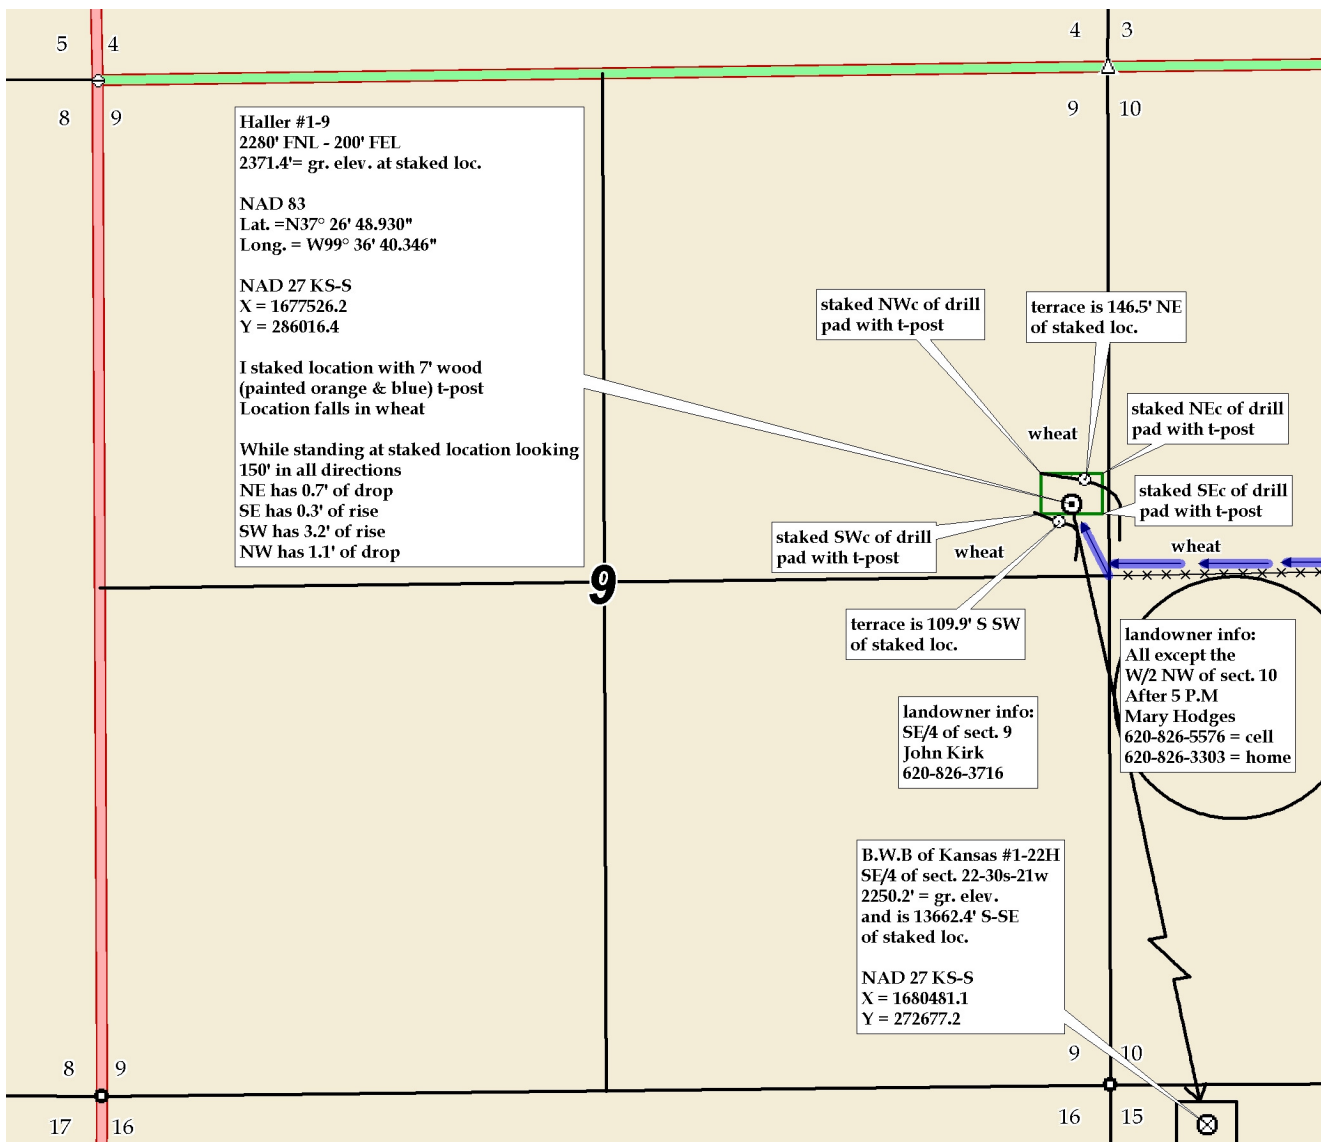 5 4
4 3
8 9
9 10
Haller #1-9
2280' FNL - 200' FEL
2371.4'= gr. elev. at staked loc.
NAD 83
Lat. =N37° 26' 48.930"
Long. = W99° 36' 40.346"
NAD 27 KS-S
X = 1677526.2
Y = 286016.4
I staked location with 7' wood
(painted orange & blue) t-post
Location falls in wheat
While standing at staked location looking
150' in all directions
NE has 0.7' of drop
SE has 0.3' of rise
SW has 3.2' of rise
NW has 1.1' of drop
staked NWc of drill
pad with t-post
terrace is 146.5' NE
of staked loc.
staked NEc of drill
pad with t-post
wheat
staked SEc of drill
pad with t-post
staked SWc of drill
pad with t-post
wheat
wheat
9
terrace is 109.9' S SW
of staked loc.
landowner info:
All except the
W/2 NW of sect. 10
After 5 P.M
Mary Hodges
620-826-5576 = cell
620-826-3303 = home
landowner info:
SE/4 of sect. 9
John Kirk
620-826-3716
B.W.B of Kansas #1-22H
SE/4 of sect. 22-30s-21w
2250.2' = gr. elev.
and is 13662.4' S-SE
of staked loc.
NAD 27 KS-S
X = 1680481.1
Y = 272677.2
8 9
9 10
17 16
16 15